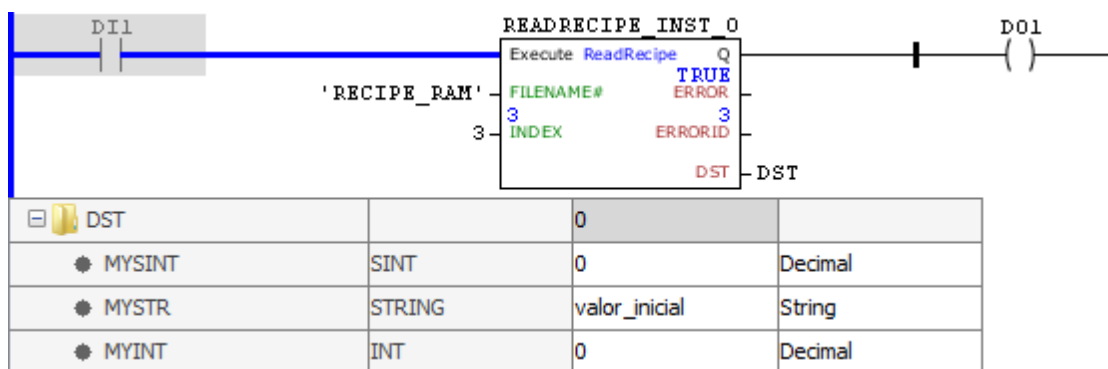 DI1 READRECIPE_INST_0 DO1
Execute ReadRecipe Q
TRUE
'RECIPE_RAM' FILENAME# ERROR
3 3
3 INDEX ERRORID
DST DST
DST 0
MYSINT SINT 0 Decimal
MYSTR STRING valor_inicial String
MYINT INT 0 Decimal